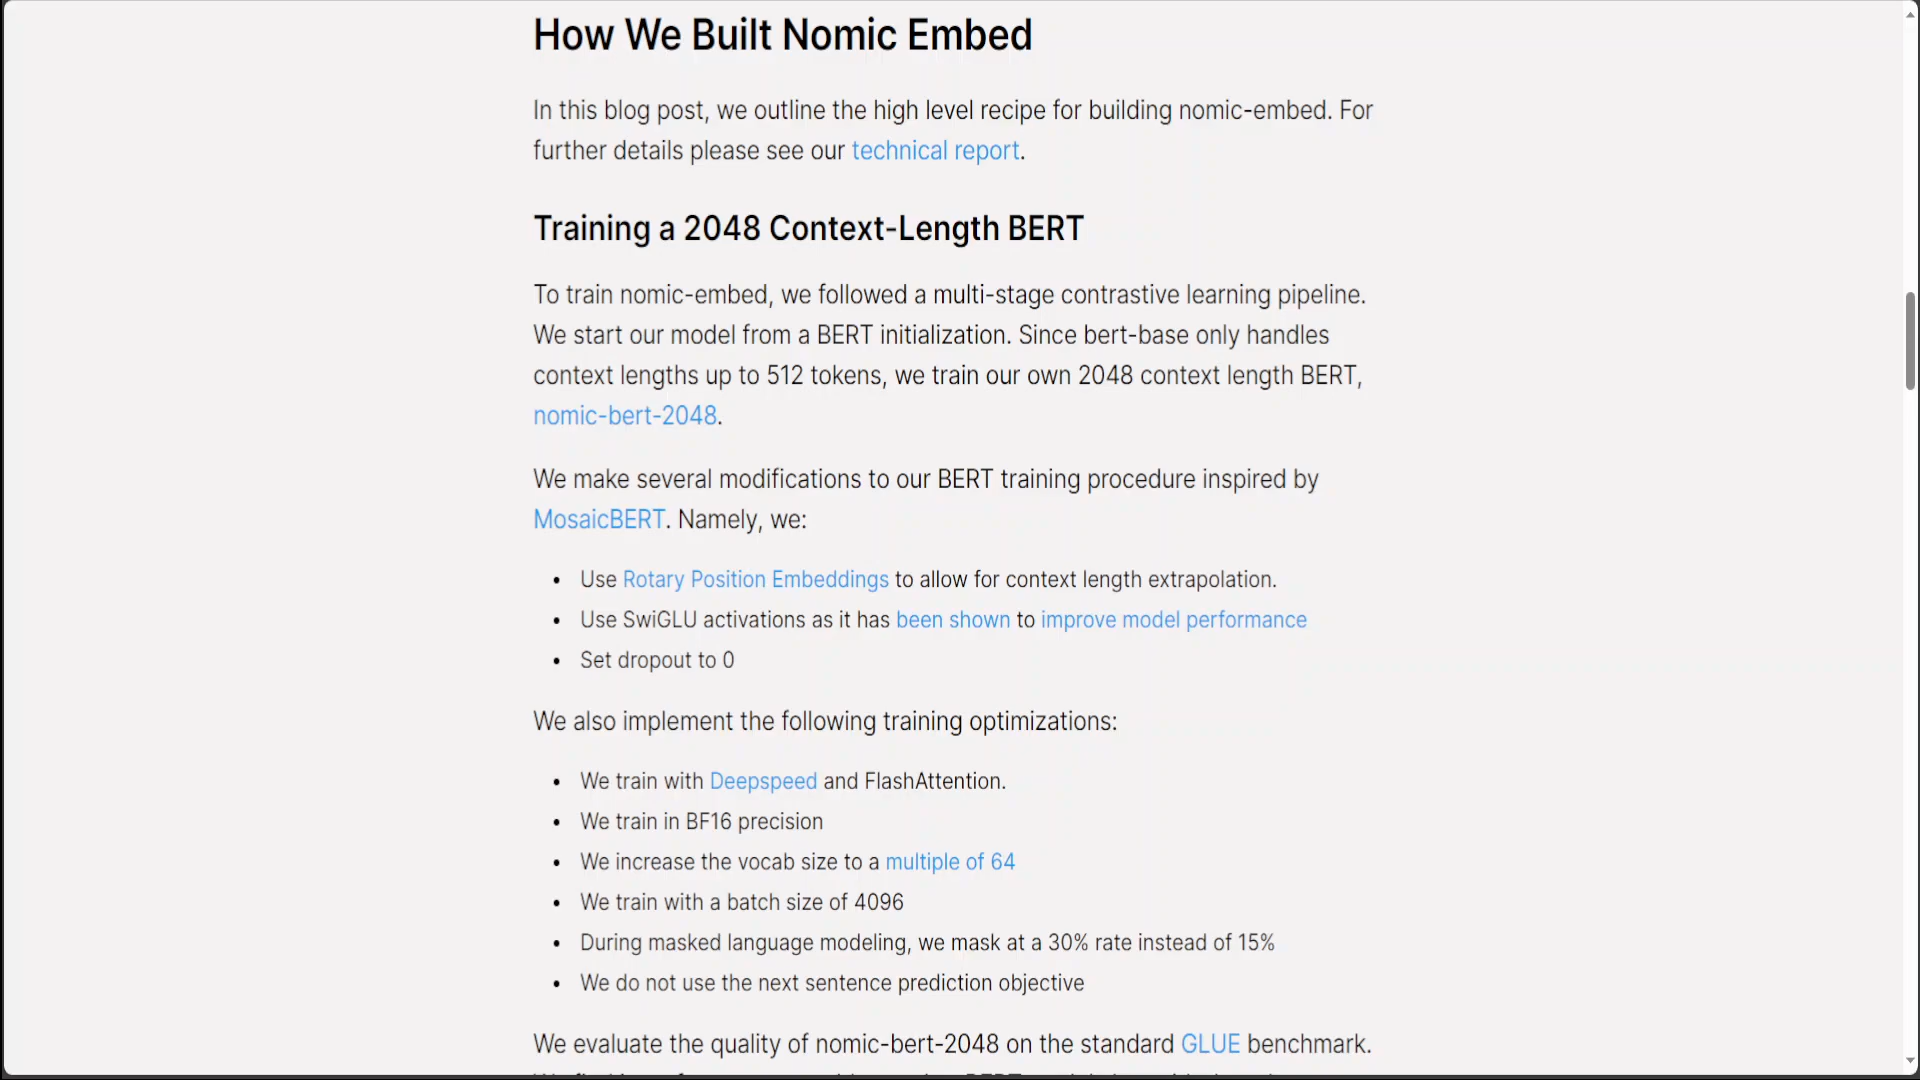 How We Built Nomic Embed
In this blog post, we outline the high level recipe for building nomic-embed. For
further details please see our technical report.
Training a 2048 Context-Length BERT
To train nomic-embed, we followed a multi-stage contrastive learning pipeline.
We start our model from a BERT initialization. Since bert-base only handles
context lengths up to 512 tokens, we train our own 2048 context length BERT,
nomic-bert-2048.
We make several modifications to our BERT training procedure inspired by
MosaicBERT. Namely, we:
• Use Rotary Position Embeddings to allow for context length extrapolation.
• Use SwiGLU activations as it has been shown to improve model performance
• Set dropout to 0
We also implement the following training optimizations:
• We train with Deepspeed and FlashAttention.
• We train in BF16 precision
• We increase the vocab size to a multiple of 64
• We train with a batch size of 4096
• During masked language modeling, we mask at a 30% rate instead of 15%
• We do not use the next sentence prediction objective
We evaluate the quality of nomic-bert-2048 on the standard GLUE benchmark.